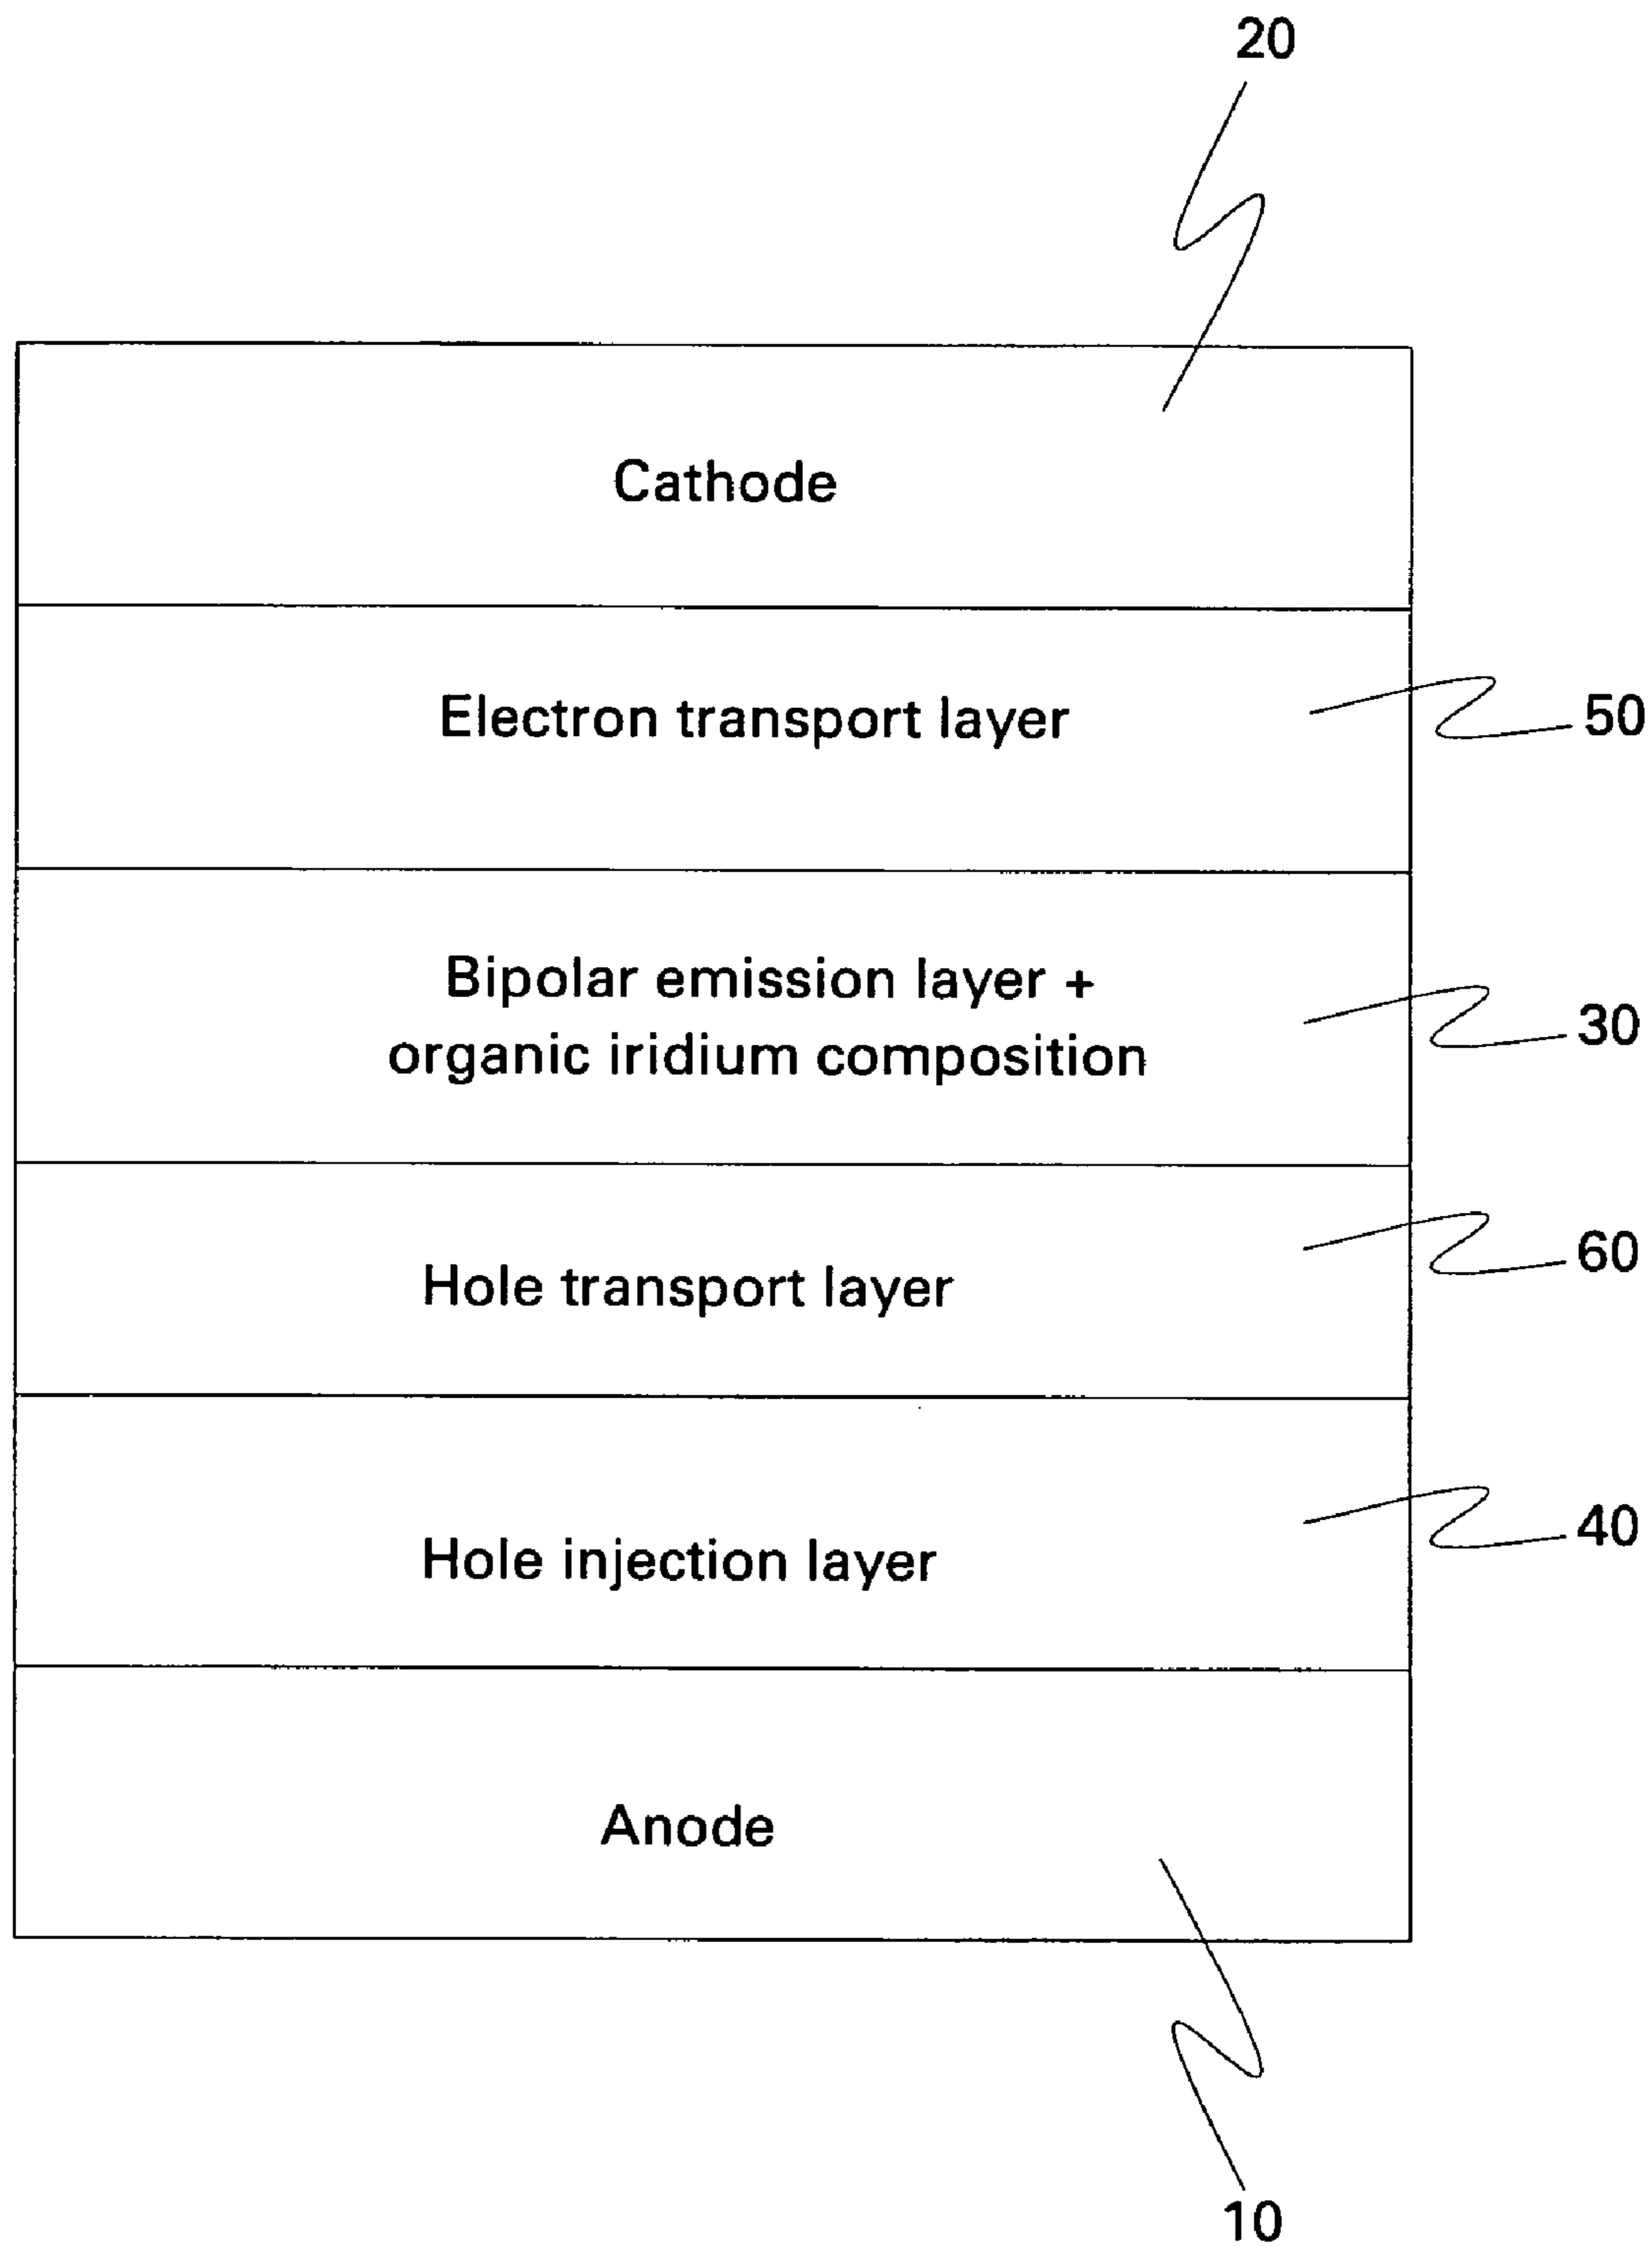 20
Cathode
Electron transport layer
50
Bipolar emission layer +
organic iridium composition
30
Hole transport layer
60
Hole injection layer
40
Anode
10